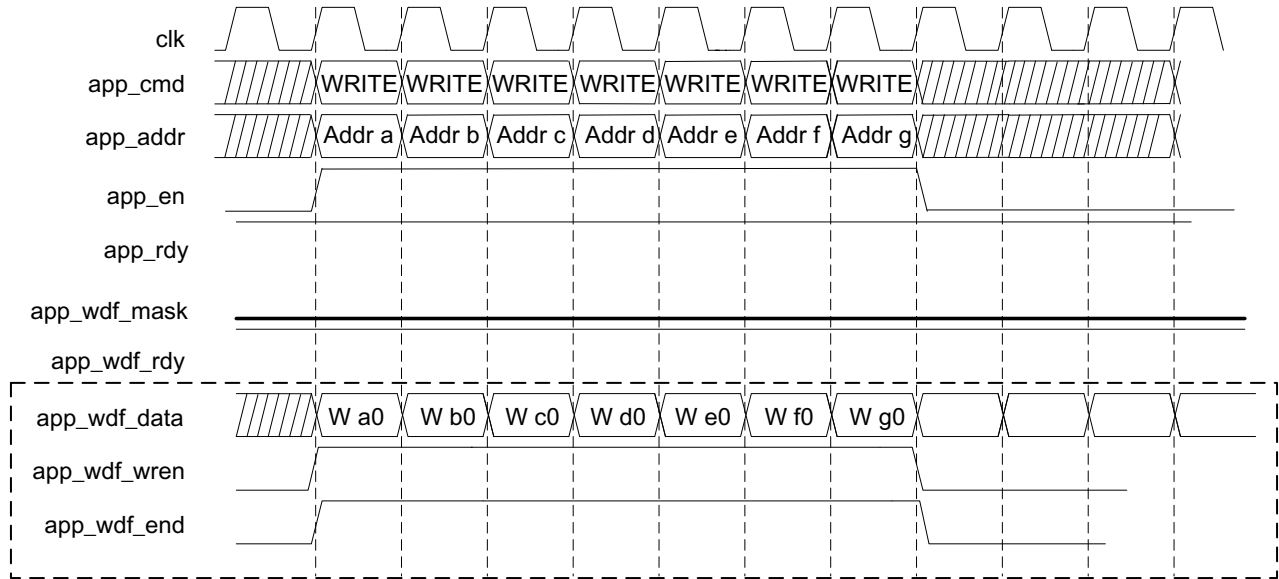 clk
app_cmd WRITE WRITE WRITE WRITE WRITE WRITE WRITE
app_addr Addr a Addr b Addr c Addr d Addr e Addr f Addr g
app_en
app_rdy
app_wdf_mask
app_wdf_rdy
app_wdf_data W a0 W b0 W c0 W d0 W e0 W f0 W g0
app_wdf_wren
app_wdf_end